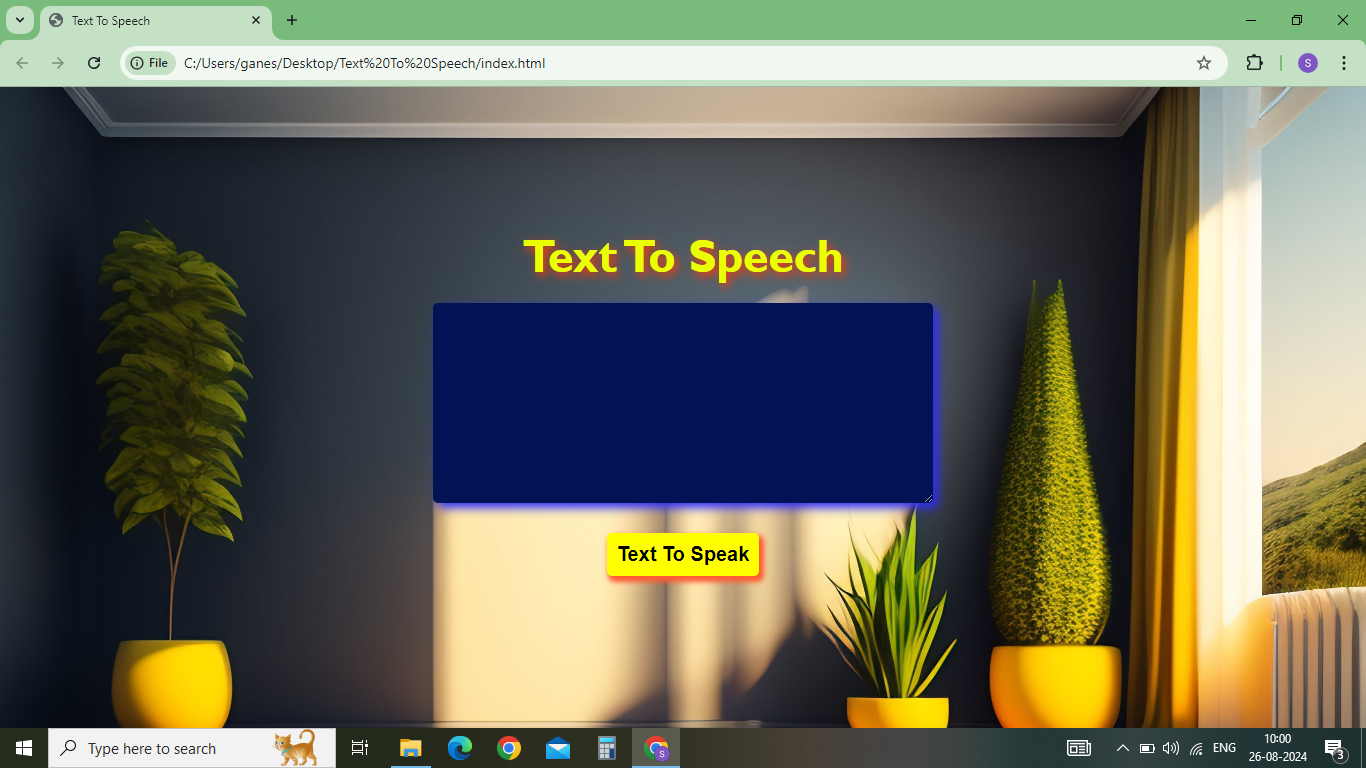 Text To Speech
File
C:/Users/ganes/Desktop/Text%20To%20Speech/index.html
S
Text To Speech
Text To Speak
Type here to search
S
ENG
10:00
26-08-2024
3